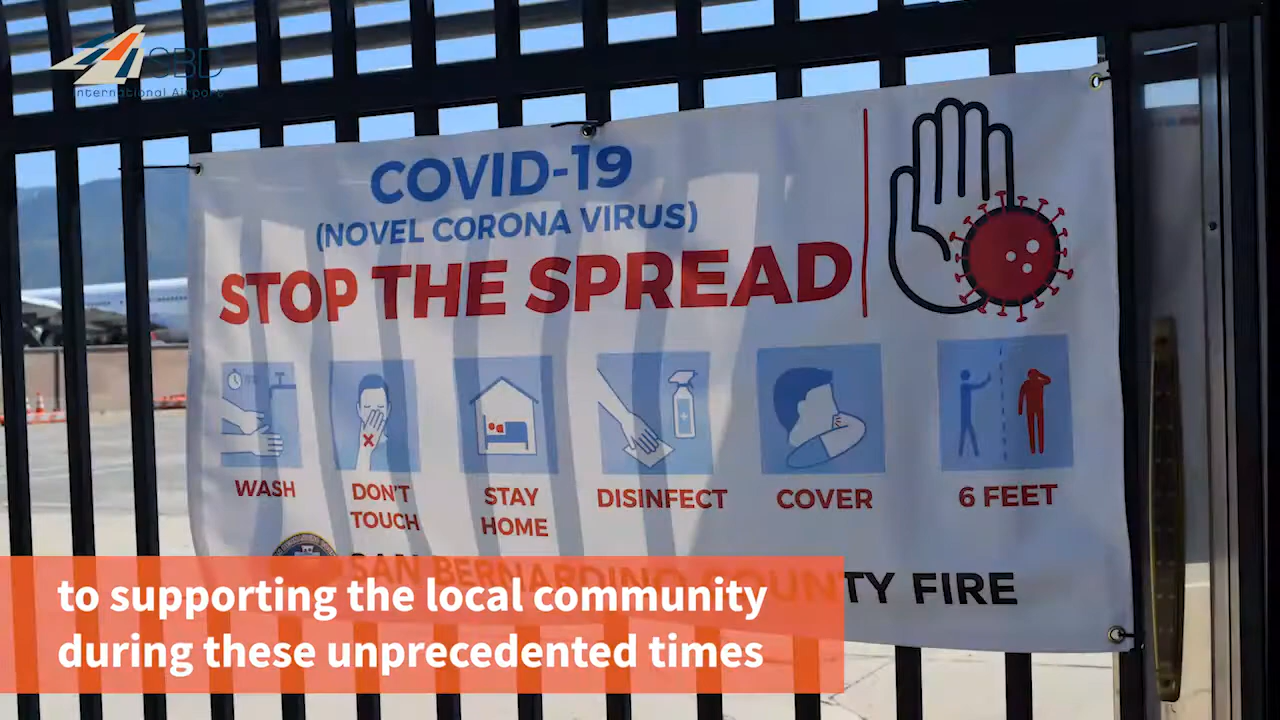 SBD
International Airport
COVID-19
(NOVEL CORONA VIRUS)
STOP THE SPREAD
WASH
DON'T
TOUCH
STAY
HOME
DISINFECT
COVER
6 FEET
SAN BERNARDINO COUNTY FIRE
to supporting the local community
during these unprecedented times